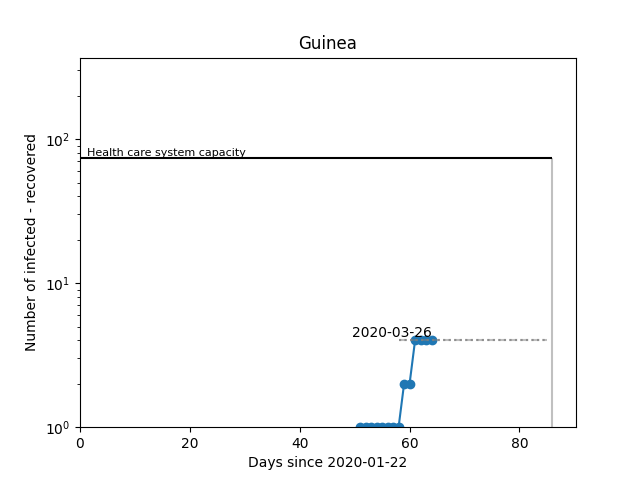 Guinea
Number of infected - recovered
10²
10¹
10⁰
Health care system capacity
2020-03-26
0 20 40 60 80
Days since 2020-01-22